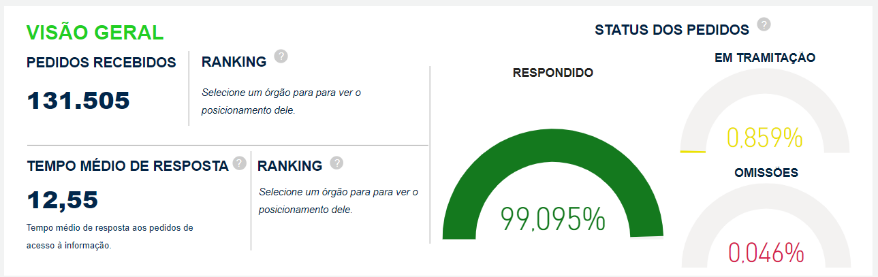 VISÃO GERAL
PEDIDOS RECEBIDOS
131.505
RANKING ?
Selecione um órgão para para ver o
posicionamento dele.
TEMPO MÉDIO DE RESPOSTA ?
12,55
Tempo médio de resposta aos pedidos de
acesso à informação.
RANKING ?
Selecione um órgão para para ver o
posicionamento dele.
STATUS DOS PEDIDOS ?
RESPONDIDO
99,095%
EM TRAMITAÇÃO
0,859%
OMISSÕES
0,046%